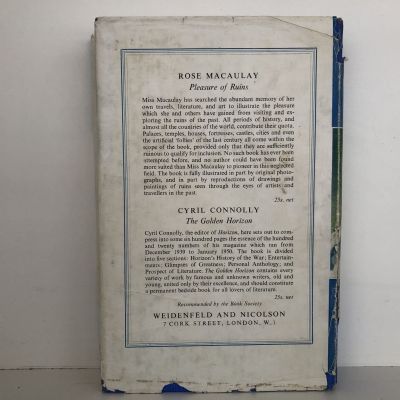 ROSE MACAULAY
Pleasure of Ruins
Miss Macaulay has searched the abundant memory of her
own travels, literature, and art to illustrate the pleasure
which she and others have gained from visiting and ex-
ploring the ruins of the past. All periods of history, and
almost all the countries of the world, contribute their quota.
Palaces, temples, houses, fortresses, castles, cities and even
the artificial 'follies' of the last century all come within the
scope of the book, provided only that they are sufficiently
ruinous to qualify for inclusion. No such book has ever been
attempted before, and no author could have been found
more suited than Miss Macaulay to pioneer in this neglected
field. The book is fully illustrated in part by original photo-
graphs, and in part by reproductions of drawings and
paintings of ruins seen through the eyes of artists and
travellers in the past.
25s. net
CYRIL CONNOLLY
The Golden Horizon
Cyril Connolly, the editor of Horizon, here sets out to com-
press into some six hundred pages the essence of the hundred
and twenty numbers of his magazine which ran from
December 1939 to January 1950. The book is divided
into five sections: Horizon's History of the War; Entertain-
ments; Glimpses of Greatness; Personal Anthology; and
Prospect of Literature. The Golden Horizon contains every
variety of work by famous and unknown writers, old and
young, united only by their excellence, and should constitute
a permanent bedside book for all lovers of literature.
25s. net
Recommended by the Book Society
WEIDENFELD AND NICOLSON
7 CORK STREET, LONDON, W.1